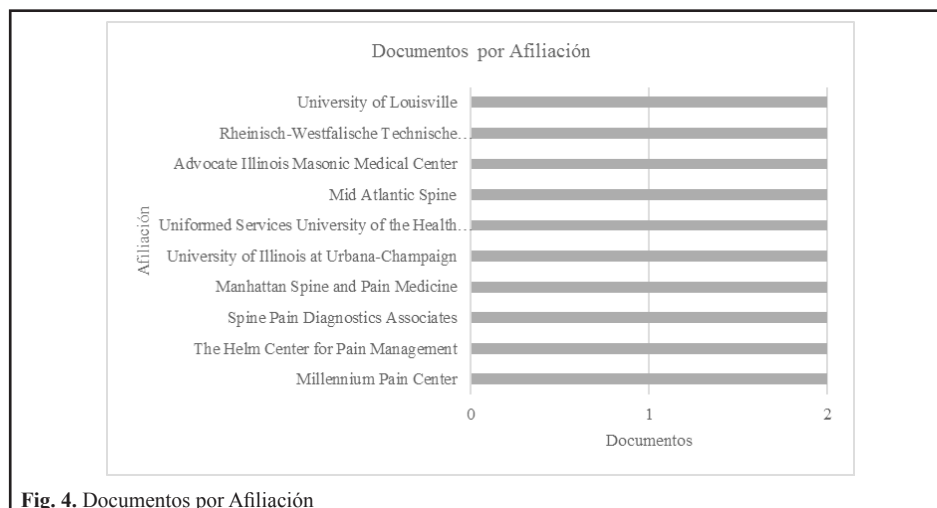 Documentos por Afiliación
University of Louisville
Rheinisch-Westfalische Technische…
Advocate Illinois Masonic Medical Center
Mid Atlantic Spine
Uniformed Services University of the Health…
University of Illinois at Urbana-Champaign
Manhattan Spine and Pain Medicine
Spine Pain Diagnostics Associates
The Helm Center for Pain Management
Millennium Pain Center
Afiliación
0 1 2
Documentos
Fig. 4. Documentos por Afiliación